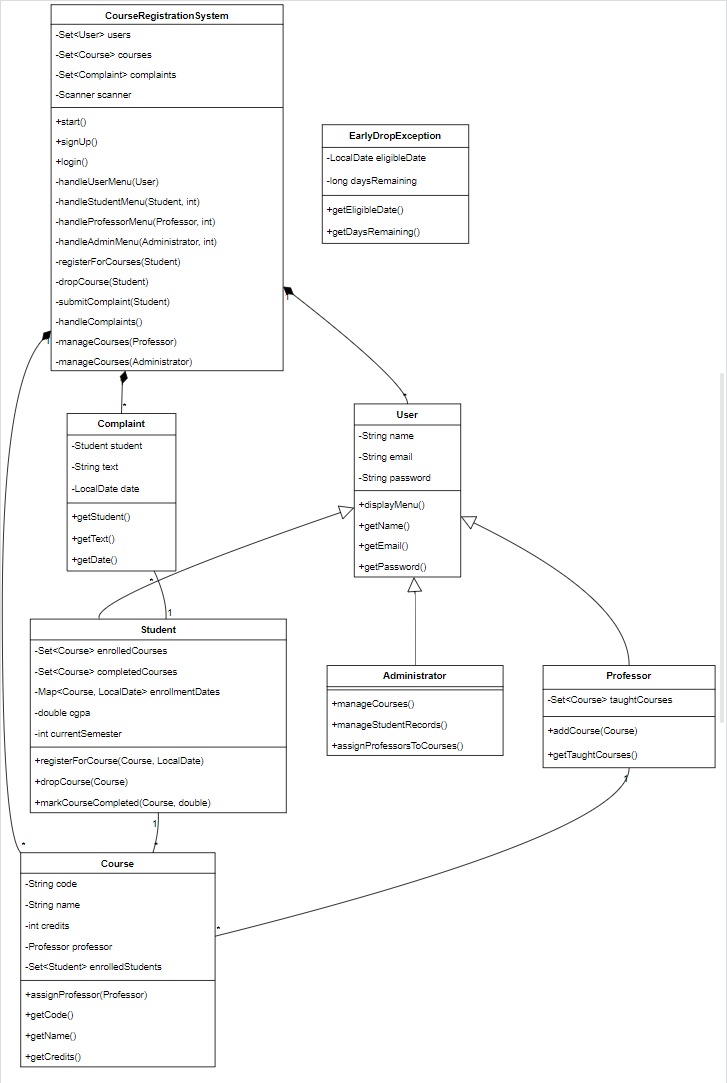 CourseRegistrationSystem
-Set<User> users
-Set<Course> courses
-Set<Complaint> complaints
-Scanner scanner
+start()
+signUp()
+login()
-handleUserMenu(User)
-handleStudentMenu(Student, int)
-handleProfessorMenu(Professor, int)
-handleAdminMenu(Administrator, int)
-registerForCourses(Student)
-dropCourse(Student)
-submitComplaint(Student)
-handleComplaints()
-manageCourses(Professor)
-manageCourses(Administrator)
EarlyDropException
-LocalDate eligibleDate
-long daysRemaining
+getEligibleDate()
+getDaysRemaining()
1
1
*
*
Complaint
-Student student
-String text
-LocalDate date
+getStudent()
+getText()
+getDate()
User
-String name
-String email
-String password
+displayMenu()
+getName()
+getEmail()
+getPassword()
*
1
Student
-Set<Course> enrolledCourses
-Set<Course> completedCourses
-Map<Course, LocalDate> enrollmentDates
-double cgpa
-int currentSemester
+registerForCourse(Course, LocalDate)
+dropCourse(Course)
+markCourseCompleted(Course, double)
Administrator
+manageCourses()
+manageStudentRecords()
+assignProfessorsToCourses()
Professor
-Set<Course> taughtCourses
+addCourse(Course)
+getTaughtCourses()
1
1
*
*
*
Course
-String code
-String name
-int credits
-Professor professor
-Set<Student> enrolledStudents
+assignProfessor(Professor)
+getCode()
+getName()
+getCredits()